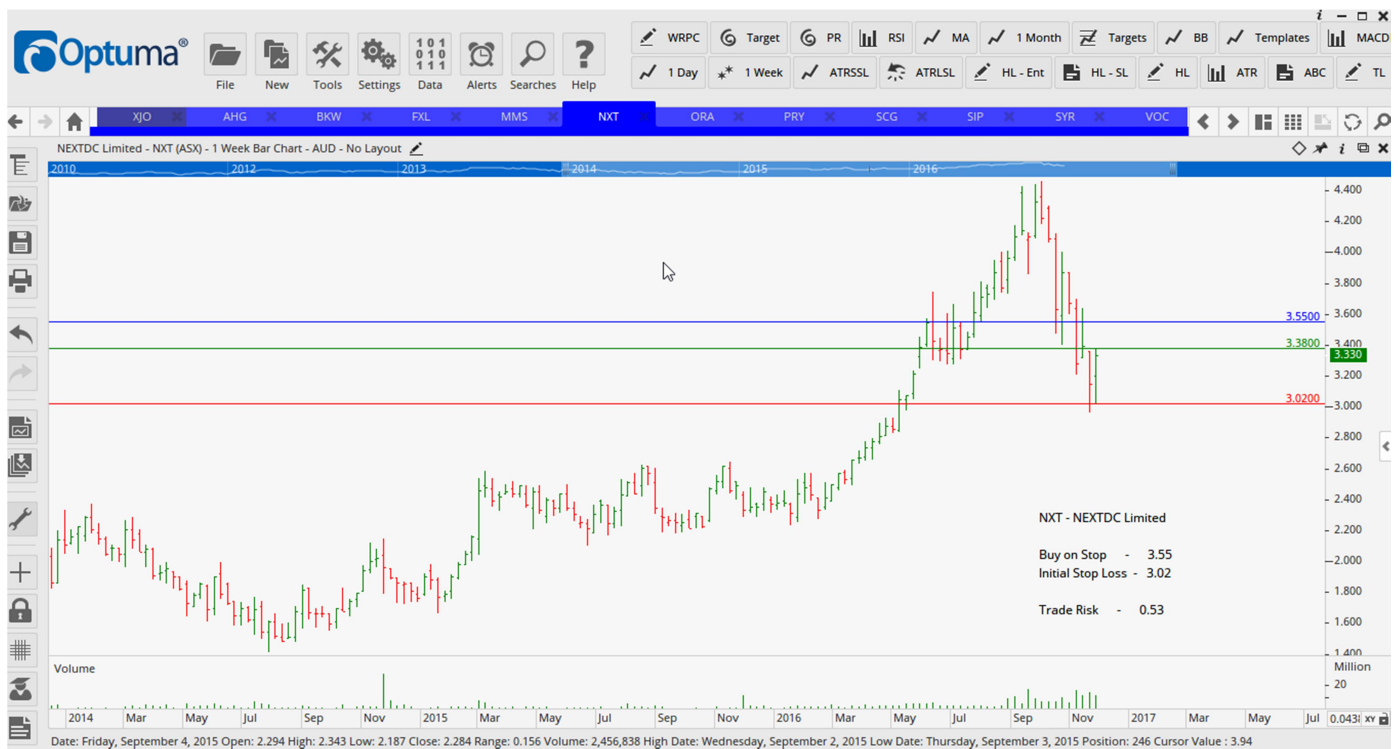 i
Optuma®
File New Tools Settings Data Alerts Searches Help
101
010
111
WRPC Target PR RSI MA 1 Month Targets BB Templates MACD
1 Day 1 Week ATRSSL ATRLSL HL - Ent HL - SL HL ATR ABC TL
XJO AHG BKW FXL MMS NXT ORA PRY SCG SIP SYR VOC
NEXTDC Limited - NXT (ASX) - 1 Week Bar Chart - AUD - No Layout
2010 2012 2013 2014 2015 2016
4.400
4.200
4.000
3.800
3.600
3.5500
3.400
3.3800
3.330
3.200
3.0200
3.000
2.800
2.600
2.400
2.200
2.000
1.800
1.600
1.400
NXT - NEXTDC Limited
Buy on Stop - 3.55
Initial Stop Loss - 3.02
Trade Risk - 0.53
Volume
Million
20
2014 Mar May Jul Sep Nov 2015 Mar May Jul Sep Nov 2016 Mar May Jul Sep Nov 2017 Mar May Jul XY
Date: Friday, September 4, 2015 Open: 2.294 High: 2.343 Low: 2.187 Close: 2.284 Range: 0.156 Volume: 2,456,838 High Date: Wednesday, September 2, 2015 Low Date: Thursday, September 3, 2015 Position: 246 Cursor Value : 3.94